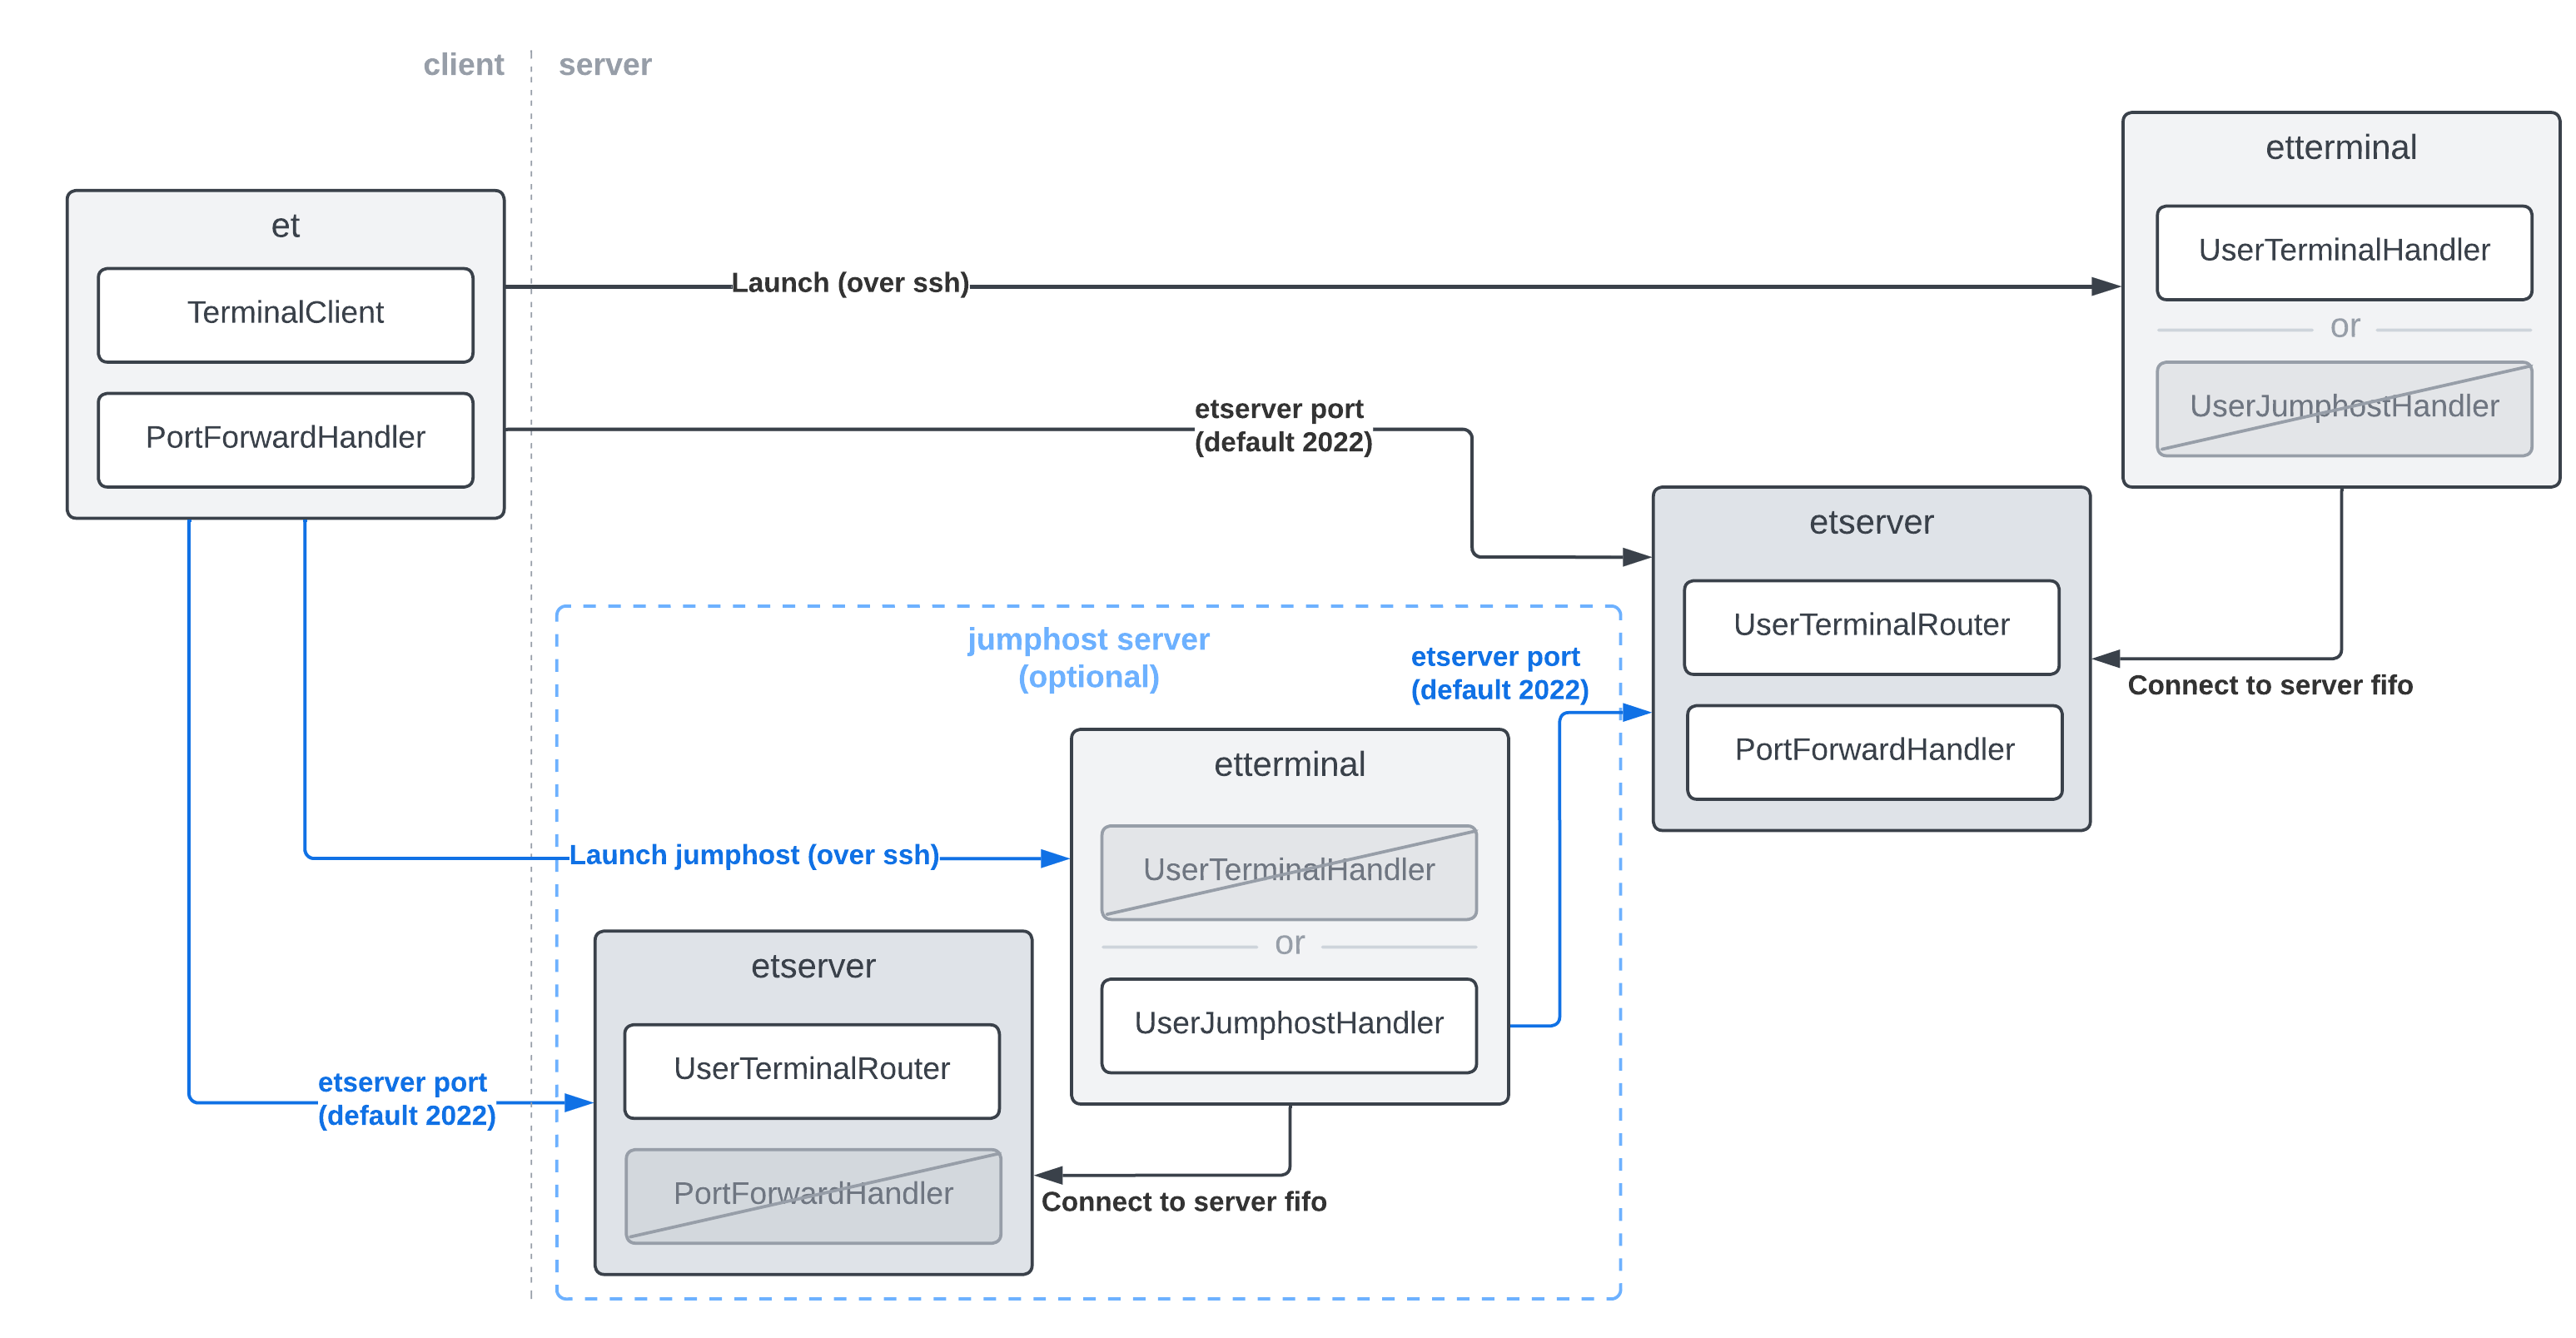 client
server
etterminal
UserTerminalHandler
or
UserJumphostHandler
et
TerminalClient
PortForwardHandler
Launch (over ssh)
etserver port
(default 2022)
etserver
UserTerminalRouter
PortForwardHandler
Connect to server fifo
jumphost server
(optional)
etserver port
(default 2022)
etterminal
UserTerminalHandler
or
UserJumphostHandler
Launch jumphost (over ssh)
etserver
UserTerminalRouter
PortForwardHandler
etserver port
(default 2022)
Connect to server fifo